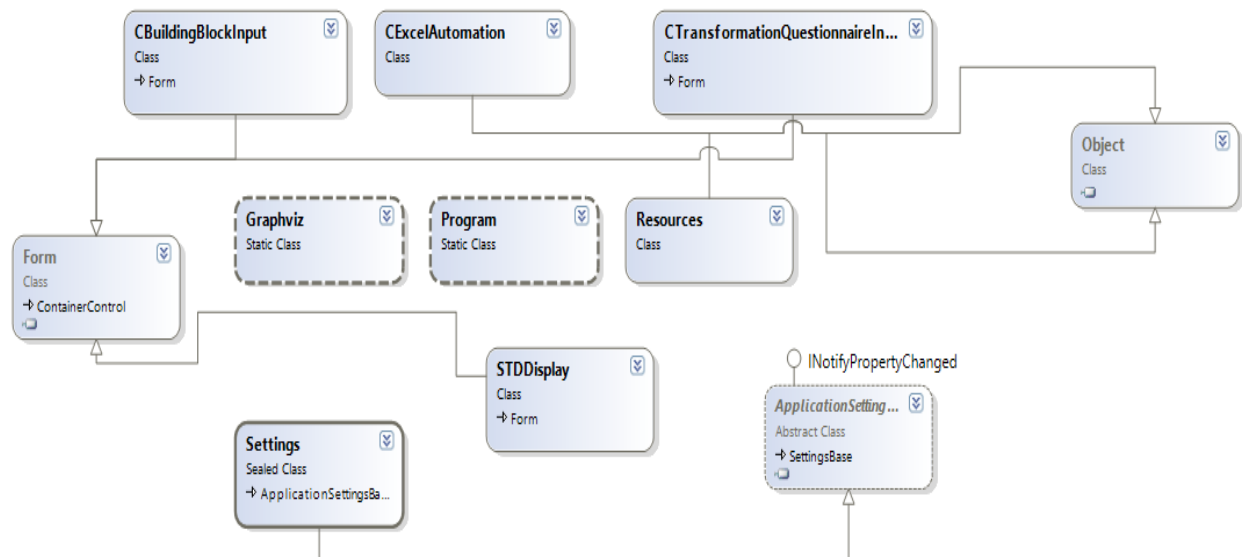 CBuildingBlockInput
Class
Form
CExcelAutomation
Class
CTransformationQuestionnaireIn...
Class
Form
Object
Class
Graphviz
Static Class
Program
Static Class
Resources
Class
Form
Class
ContainerControl
STDDisplay
Class
Form
INotifyPropertyChanged
ApplicationSetting...
Abstract Class
SettingsBase
Settings
Sealed Class
ApplicationSettingsBa...